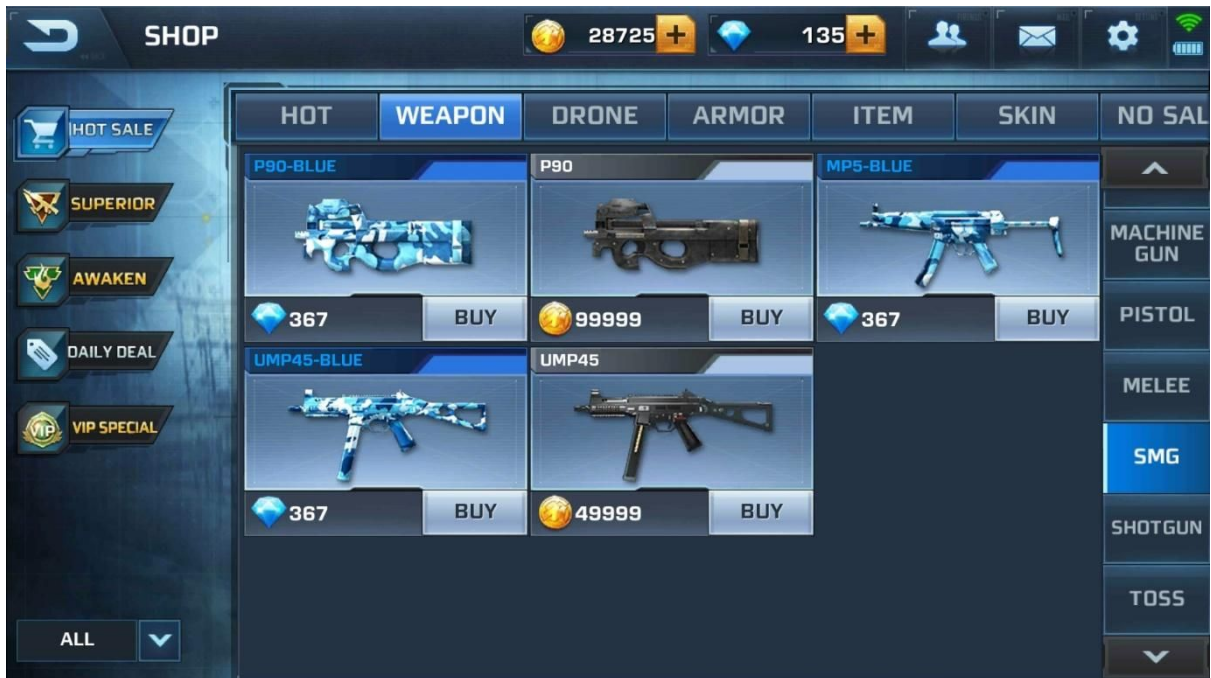 SHOP
28725
135
HOT SALE
SUPERIOR
AWAKEN
DAILY DEAL
VIP
VIP SPECIAL
ALL
HOT WEAPON DRONE ARMOR ITEM SKIN NO SAL
P90-BLUE
367 BUY
P90
99999 BUY
MP5-BLUE
367 BUY
UMP45-BLUE
367 BUY
UMP45
49999 BUY
MACHINE
GUN
PISTOL
MELEE
SMG
SHOTGUN
TOSS